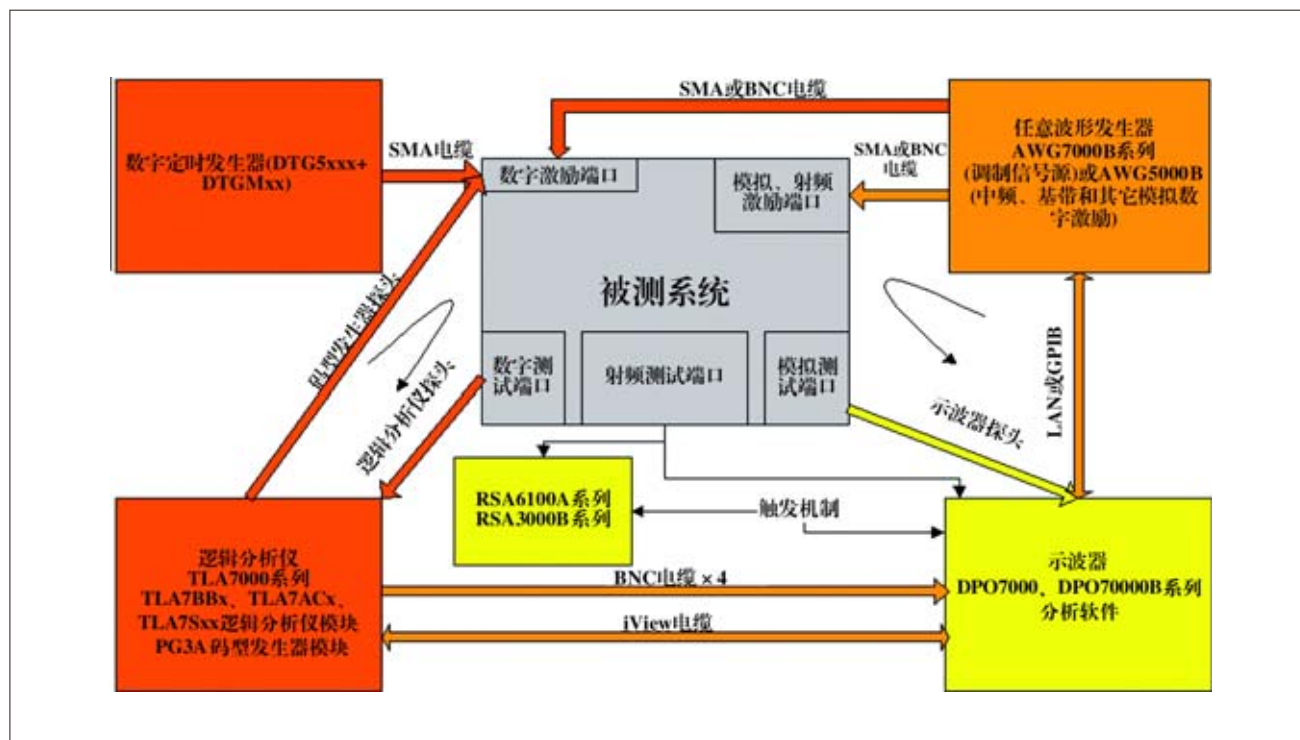 SMA或BNC电缆
数字定时发生器(DTG5xxx+
DTGMxx)
SMA电缆
数字激励端口
模拟、射频
激励端口
SMA或BNC
电缆
任意波形发生器
AWG7000B系列
(调制信号源)或AWG5000B
(中频、基带和其它模拟数
字激励)
被测系统
码型发生器探头
逻辑分析仪探头
数字测
试端口
射频测试端口
模拟测
试端口
示波器探头
LAN或GPIB
RSA6100A系列
RSA3000B系列
触发机制
逻辑分析仪
TLA7000系列
TLA7BBx、TLA7ACx、
TLA7Sxx逻辑分析仪模块
PG3A 码型发生器模块
BNC电缆 × 4
iView电缆
示波器
DPO7000、DPO70000B系列
分析软件